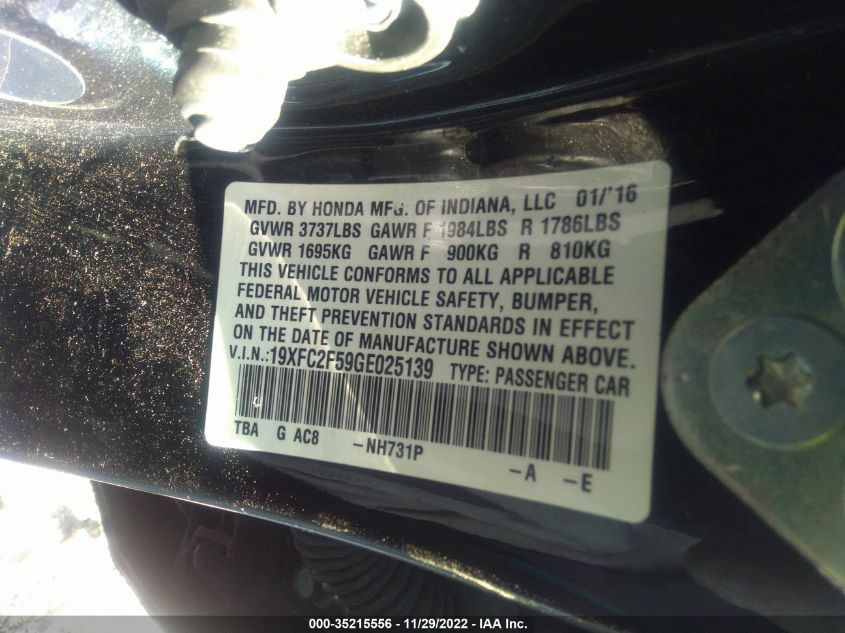 MFD. BY HONDA MFG. OF INDIANA, LLC 01/'16
GVWR 3737LBS GAWR F 1984LBS R 1786LBS
GVWR 1695KG GAWR F 900KG R 810KG
THIS VEHICLE CONFORMS TO ALL APPLICABLE
FEDERAL MOTOR VEHICLE SAFETY, BUMPER,
AND THEFT PREVENTION STANDARDS IN EFFECT
ON THE DATE OF MANUFACTURE SHOWN ABOVE.
V.I.N.:19XFC2F59GE025139 TYPE: PASSENGER CAR
TBA G AC8 -NH731P -A -E
000-35215556 - 11/29/2022 - IAA Inc.